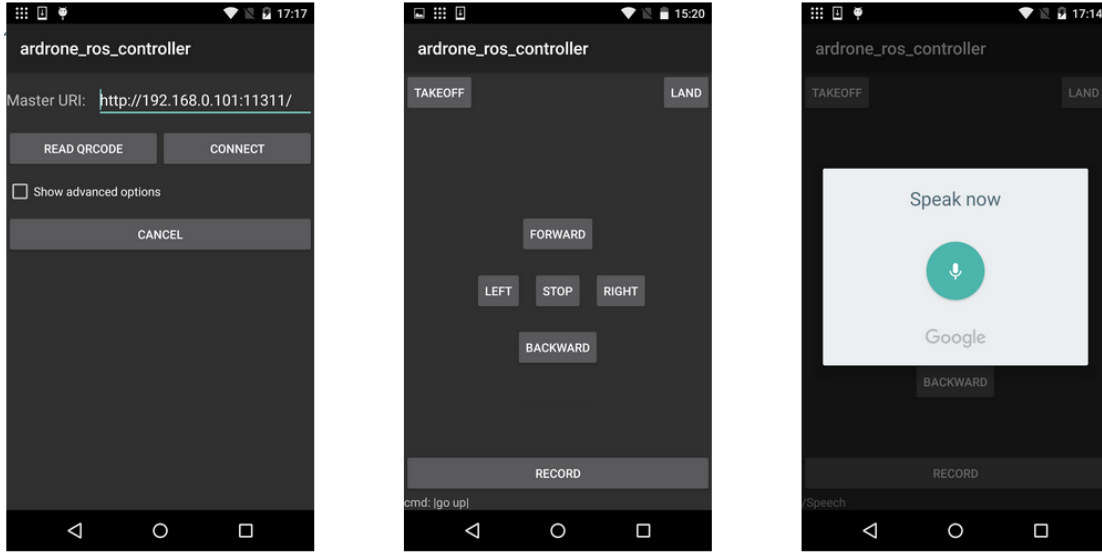 17:17
ardrone_ros_controller
Master URI: http://192.168.0.101:11311/
READ QRCODE CONNECT
Show advanced options
CANCEL
15:20
ardrone_ros_controller
TAKEOFF LAND
FORWARD
LEFT STOP RIGHT
BACKWARD
RECORD
cmd: |go up|
17:14
ardrone_ros_controller
TAKEOFF LAND
Speak now
Google
BACKWARD
RECORD
/Speech